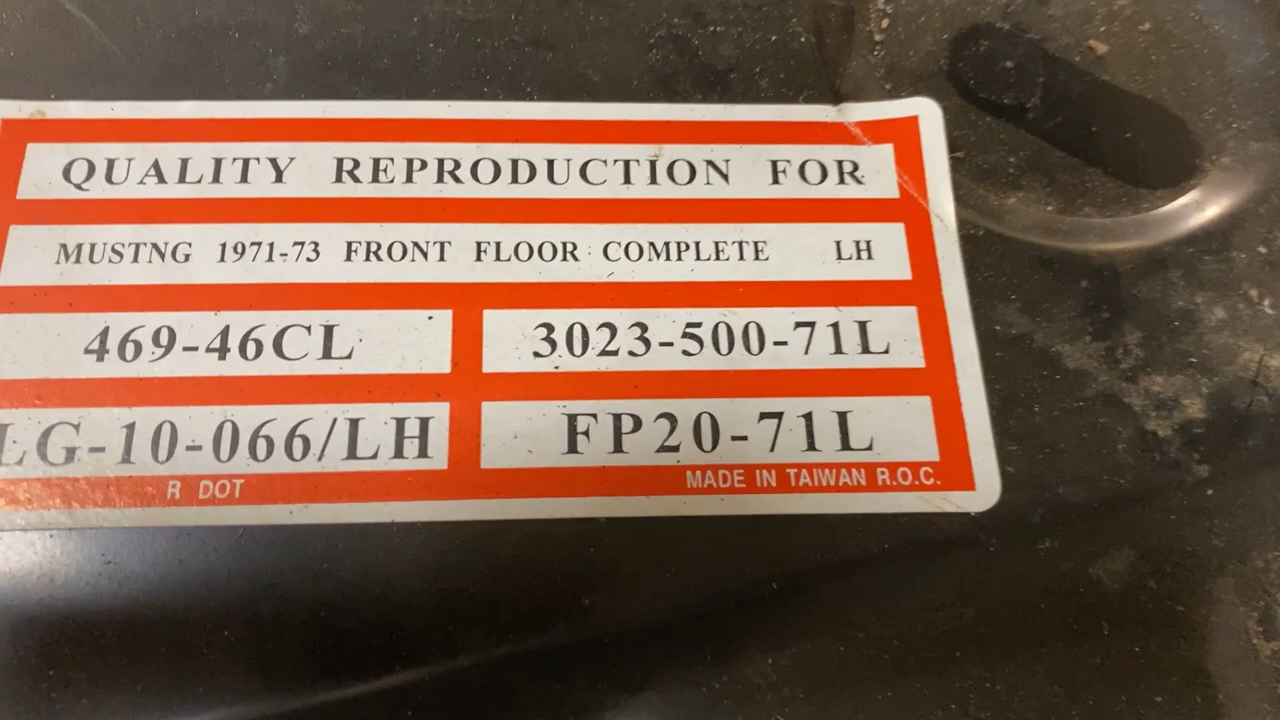 QUALITY REPRODUCTION FOR
MUSTNG 1971-73 FRONT FLOOR COMPLETE LH
469-46CL 3023-500-71L
LG-10-066/LH FP20-71L
R DOT MADE IN TAIWAN R.O.C.